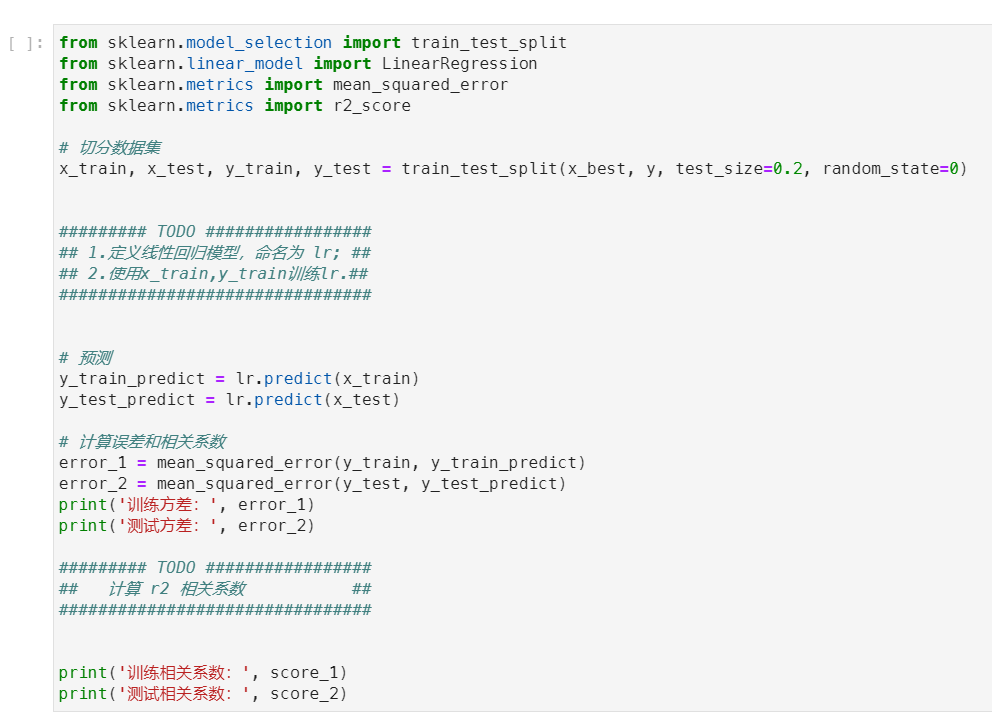 [ ]:
from sklearn.model_selection import train_test_split
from sklearn.linear_model import LinearRegression
from sklearn.metrics import mean_squared_error
from sklearn.metrics import r2_score
# 切分数据集
x_train, x_test, y_train, y_test = train_test_split(x_best, y, test_size=0.2, random_state=0)
######### TODO #################
## 1.定义线性回归模型，命名为 lr; ##
## 2.使用x_train,y_train训练lr.##
################################
# 预测
y_train_predict = lr.predict(x_train)
y_test_predict = lr.predict(x_test)
# 计算误差和相关系数
error_1 = mean_squared_error(y_train, y_train_predict)
error_2 = mean_squared_error(y_test, y_test_predict)
print('训练方差：', error_1)
print('测试方差：', error_2)
######### TODO #################
##   计算 r2 相关系数           ##
################################
print('训练相关系数：', score_1)
print('测试相关系数：', score_2)